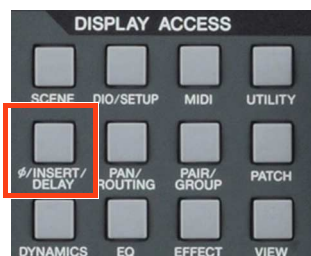 DISPLAY ACCESS
SCENE DIO/SETUP MIDI UTILITY
ø/INSERT/ PAN/ PAIR/ PATCH
DELAY ROUTING GROUP
DYNAMICS EQ EFFECT VIEW